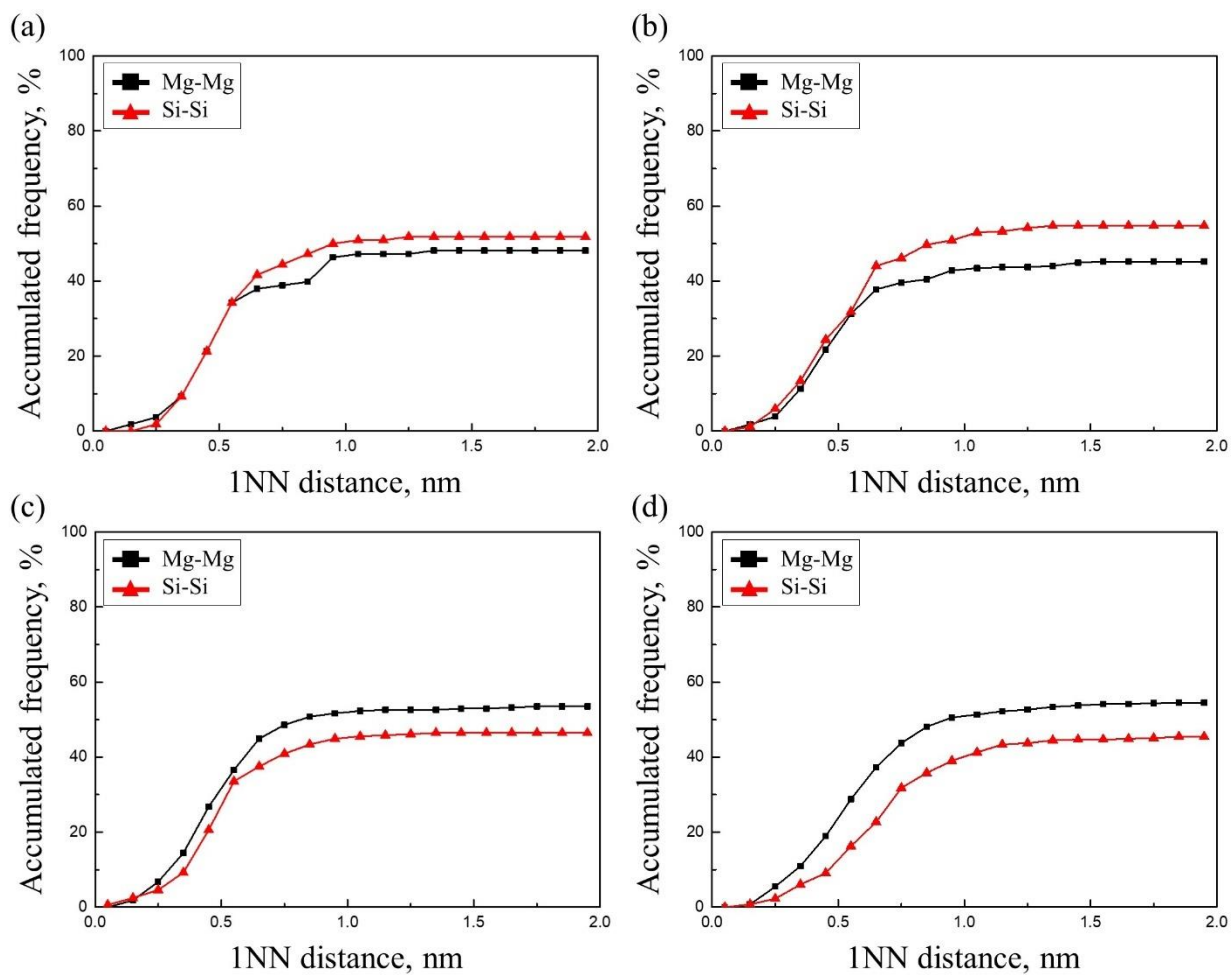 (a)
100
80
60
40
20
0
Accumulated frequency, %
Mg-Mg
Si-Si
0.0 0.5 1.0 1.5 2.0
1NN distance, nm
(b)
100
80
60
40
20
0
Accumulated frequency, %
Mg-Mg
Si-Si
0.0 0.5 1.0 1.5 2.0
1NN distance, nm
(c)
100
80
60
40
20
0
Accumulated frequency, %
Mg-Mg
Si-Si
0.0 0.5 1.0 1.5 2.0
1NN distance, nm
(d)
100
80
60
40
20
0
Accumulated frequency, %
Mg-Mg
Si-Si
0.0 0.5 1.0 1.5 2.0
1NN distance, nm